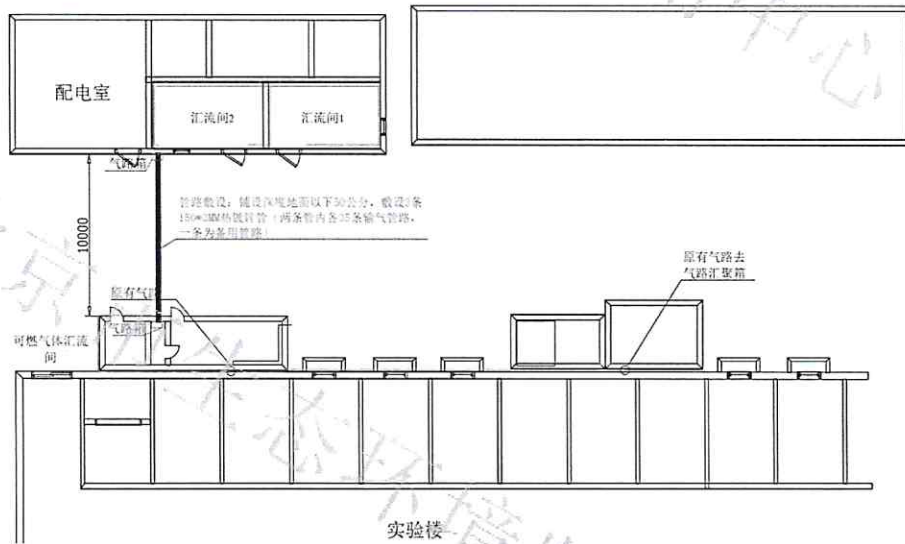 配电室
汇流间2
汇流间1
气路箱
管路敷设：铺设深度地面以下50公分，敷设3条
150*3MM热镀锌管（两条管内各35条输气管路，
一条为备用管路）
10000
原有气路去
气路汇聚箱
原有气路
气路箱
可燃气体汇流
间
实验楼